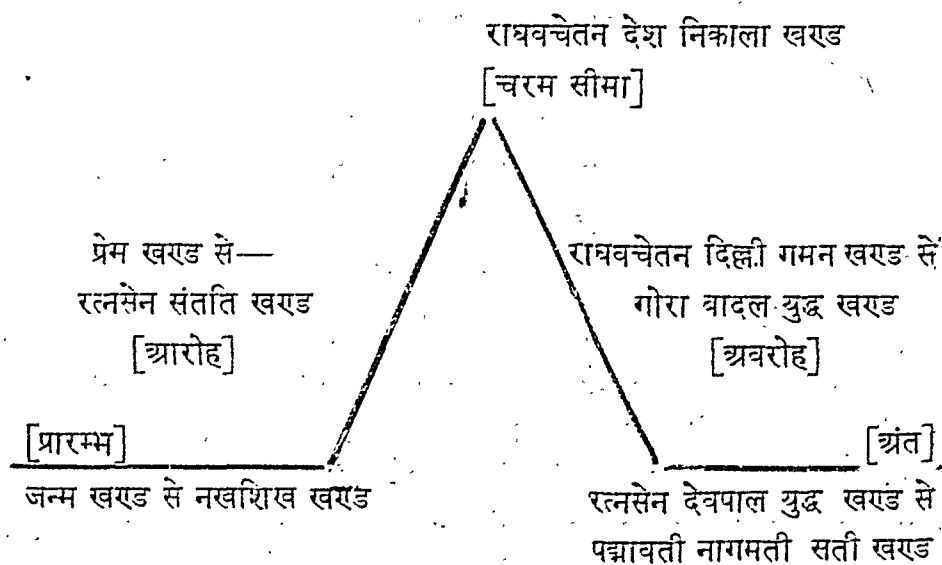 राघवचेतन देश निकाला खण्ड
[चरम सीमा]
प्रेम खण्ड से—
रत्नसेन संतति खण्ड
[आरोह]
राघवचेतन दिल्ली गमन खण्ड से
गोरा वादल युद्ध खण्ड
[अवरोह]
[प्रारम्भ]
जन्म खण्ड से नखशिख खण्ड
[अंत]
रत्नसेन देवपाल युद्ध खण्ड से
पद्मावती नागमती सती खण्ड